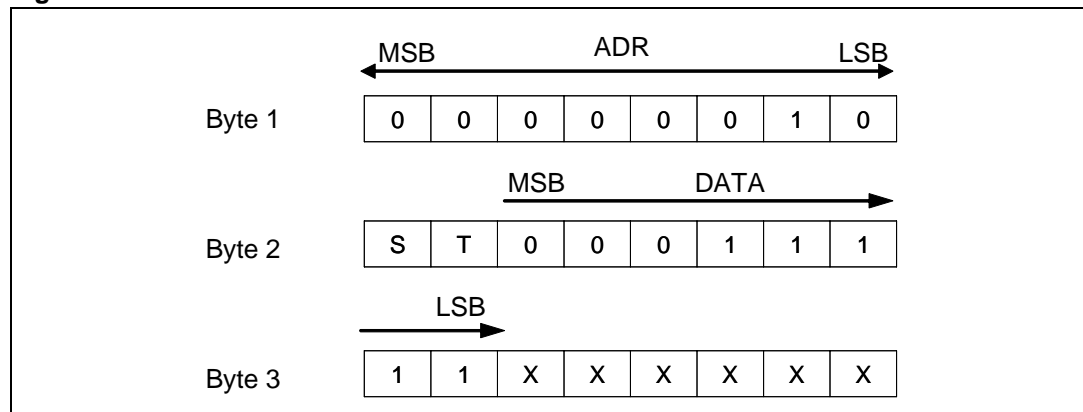 MSB ADR LSB
Byte 1 0 0 0 0 0 0 1 0
MSB DATA
Byte 2 S T 0 0 0 1 1 1
LSB
Byte 3 1 1 X X X X X X